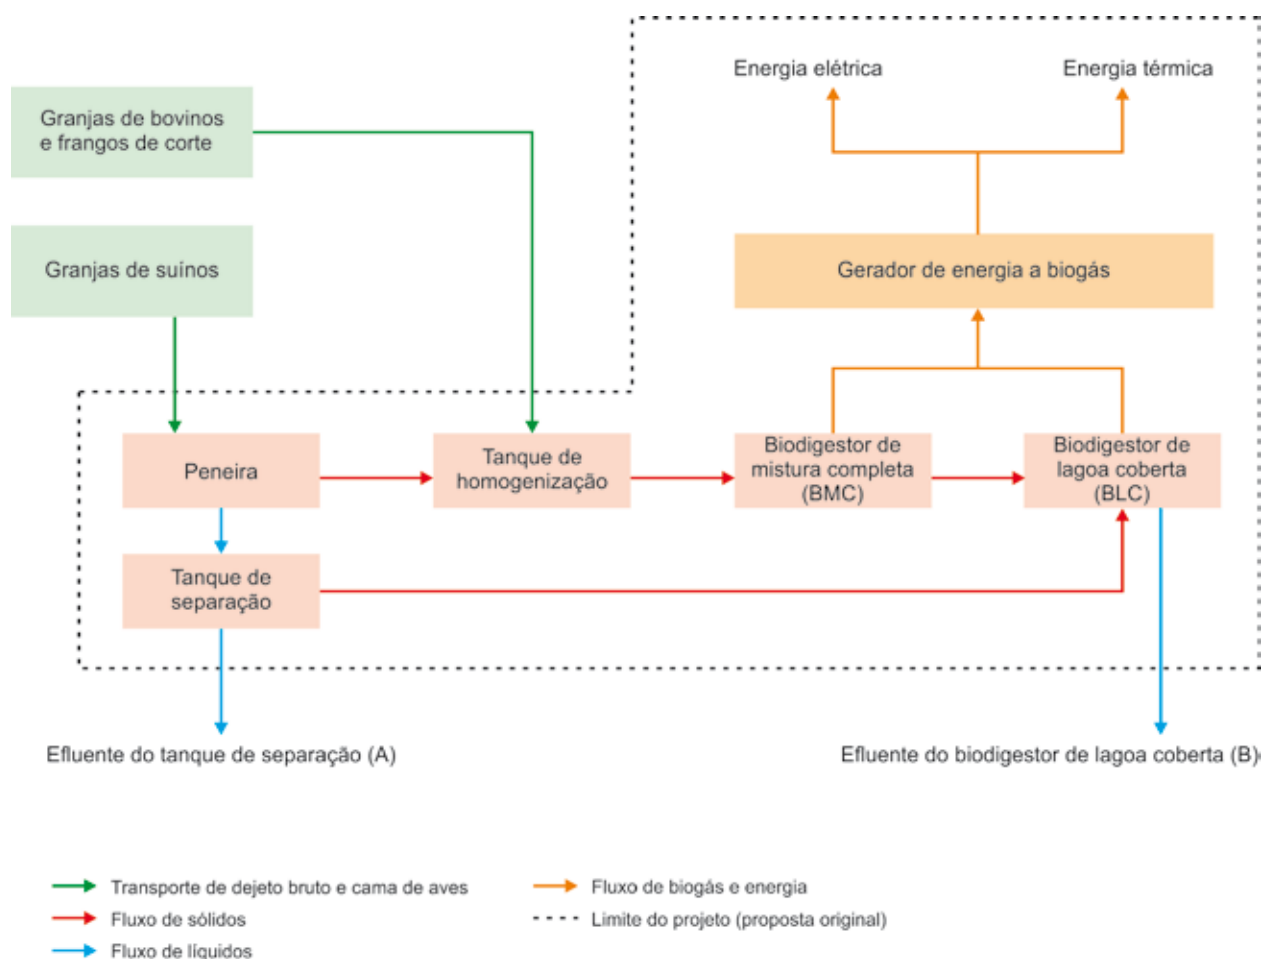 Energia elétrica
Energia térmica
Granjas de bovinos
e frangos de corte
Granjas de suínos
Gerador de energia a biogás
Peneira
Tanque de
homogenização
Biodigestor de
mistura completa
(BMC)
Biodigestor de
lagoa coberta
(BLC)
Tanque de
separação
Efluente do tanque de separação (A)
Efluente do biodigestor de lagoa coberta (B)
Transporte de dejeto bruto e cama de aves
Fluxo de sólidos
Fluxo de líquidos
Fluxo de biogás e energia
Limite do projeto (proposta original)